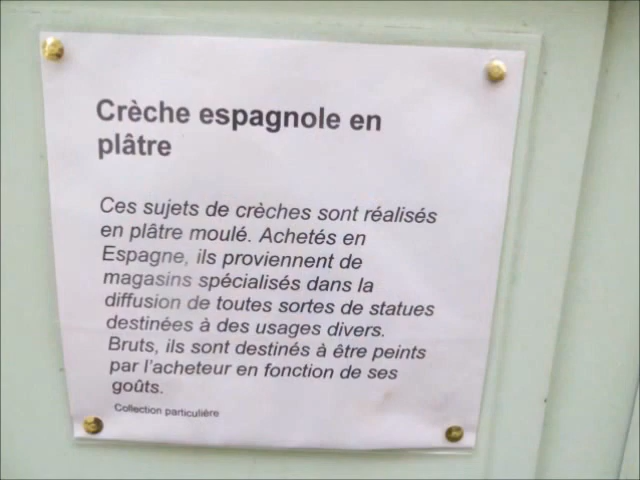 Crèche espagnole en
plâtre
Ces sujets de crèches sont réalisés
en plâtre moulé. Achetés en
Espagne, ils proviennent de
magasins spécialisés dans la
diffusion de toutes sortes de statues
destinées à des usages divers.
Bruts, ils sont destinés à être peints
par l'acheteur en fonction de ses
goûts.
Collection particulière